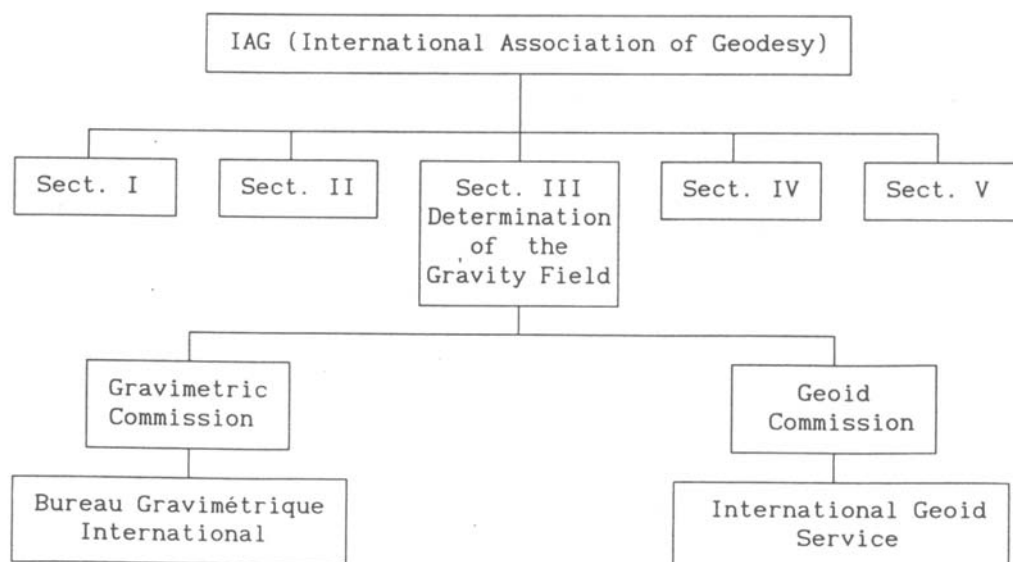 IAG (International Association of Geodesy)
Sect. I
Sect. II
Sect. III
Determination
of the
Gravity Field
Sect. IV
Sect. V
Gravimetric
Commission
Geoid
Commission
Bureau Gravimétrique
International
International Geoid
Service